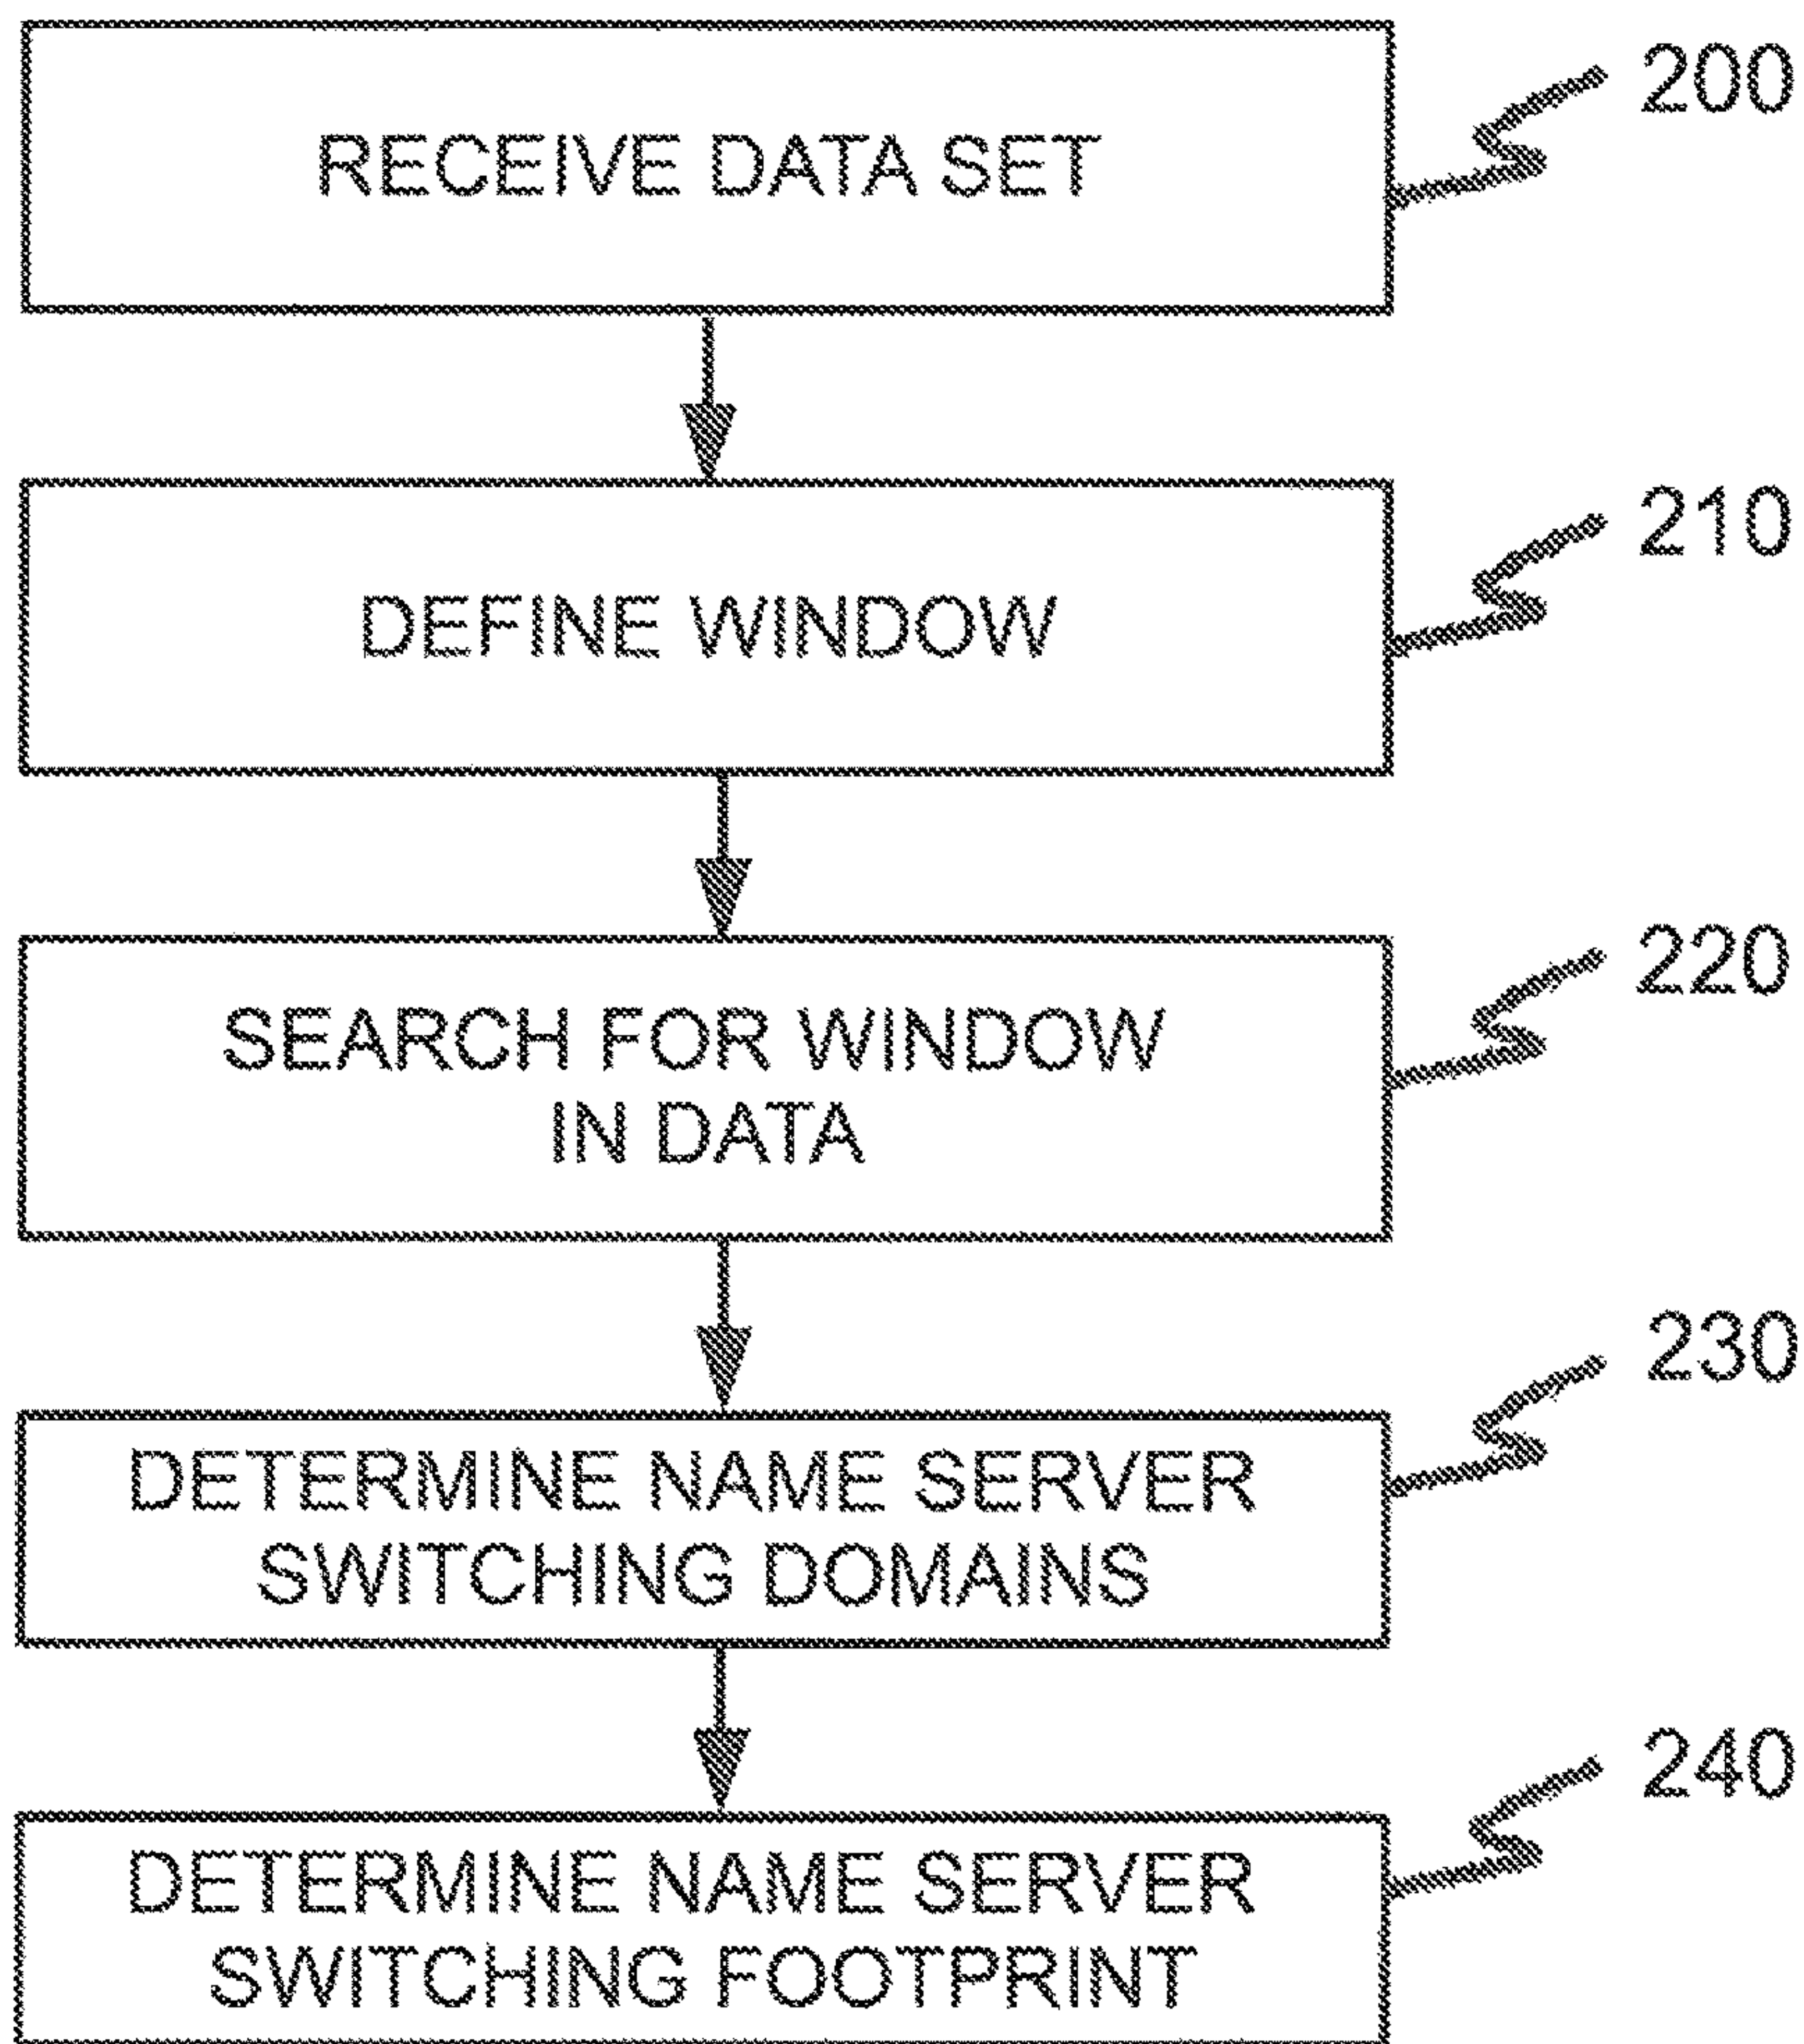 RECEIVE DATA SET
200
DEFINE WINDOW
210
SEARCH FOR WINDOW
IN DATA
220
DETERMINE NAME SERVER
SWITCHING DOMAINS
230
DETERMINE NAME SERVER
SWITCHING FOOTPRINT
240